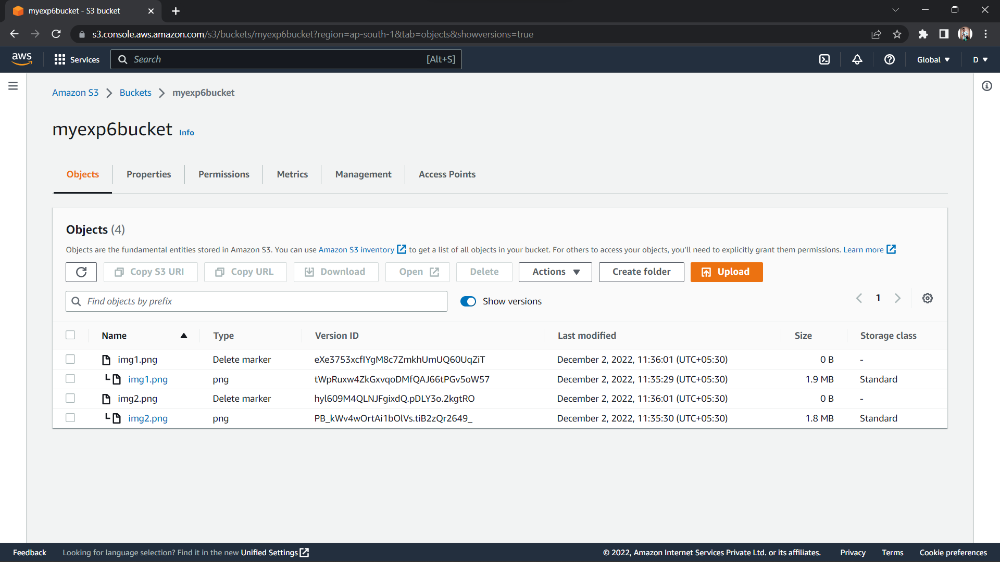 myexp6bucket - S3 bucket
s3.console.aws.amazon.com/s3/buckets/myexp6bucket?region=ap-south-1&tab=objects&showversions=true
aws
Services
Search
[Alt+S]
Global
D
Amazon S3 > Buckets > myexp6bucket
myexp6bucket Info
Objects Properties Permissions Metrics Management Access Points
Objects (4)
Objects are the fundamental entities stored in Amazon S3. You can use Amazon S3 inventory to get a list of all objects in your bucket. For others to access your objects, you'll need to explicitly grant them permissions. Learn more
Copy S3 URI Copy URL Download Open Delete Actions Create folder Upload
Find objects by prefix Show versions 1
Name Type Version ID Last modified Size Storage class
img1.png Delete marker eXe3753xcfIYgM8c7ZmkhUmUQ60UqZiT December 2, 2022, 11:36:01 (UTC+05:30) 0 B -
img1.png png tWpRuxw4ZkGxvqoDMfQAJ66tPGv5oW57 December 2, 2022, 11:35:29 (UTC+05:30) 1.9 MB Standard
img2.png Delete marker hyl609M4QLNJFgixdQ.pDLY3o.2kgtRO December 2, 2022, 11:36:01 (UTC+05:30) 0 B -
img2.png png PB_kWv4wOrtAi1bOlVs.tiB2zQr2649_ December 2, 2022, 11:35:30 (UTC+05:30) 1.8 MB Standard
Feedback Looking for language selection? Find it in the new Unified Settings © 2022, Amazon Internet Services Private Ltd. or its affiliates. Privacy Terms Cookie preferences